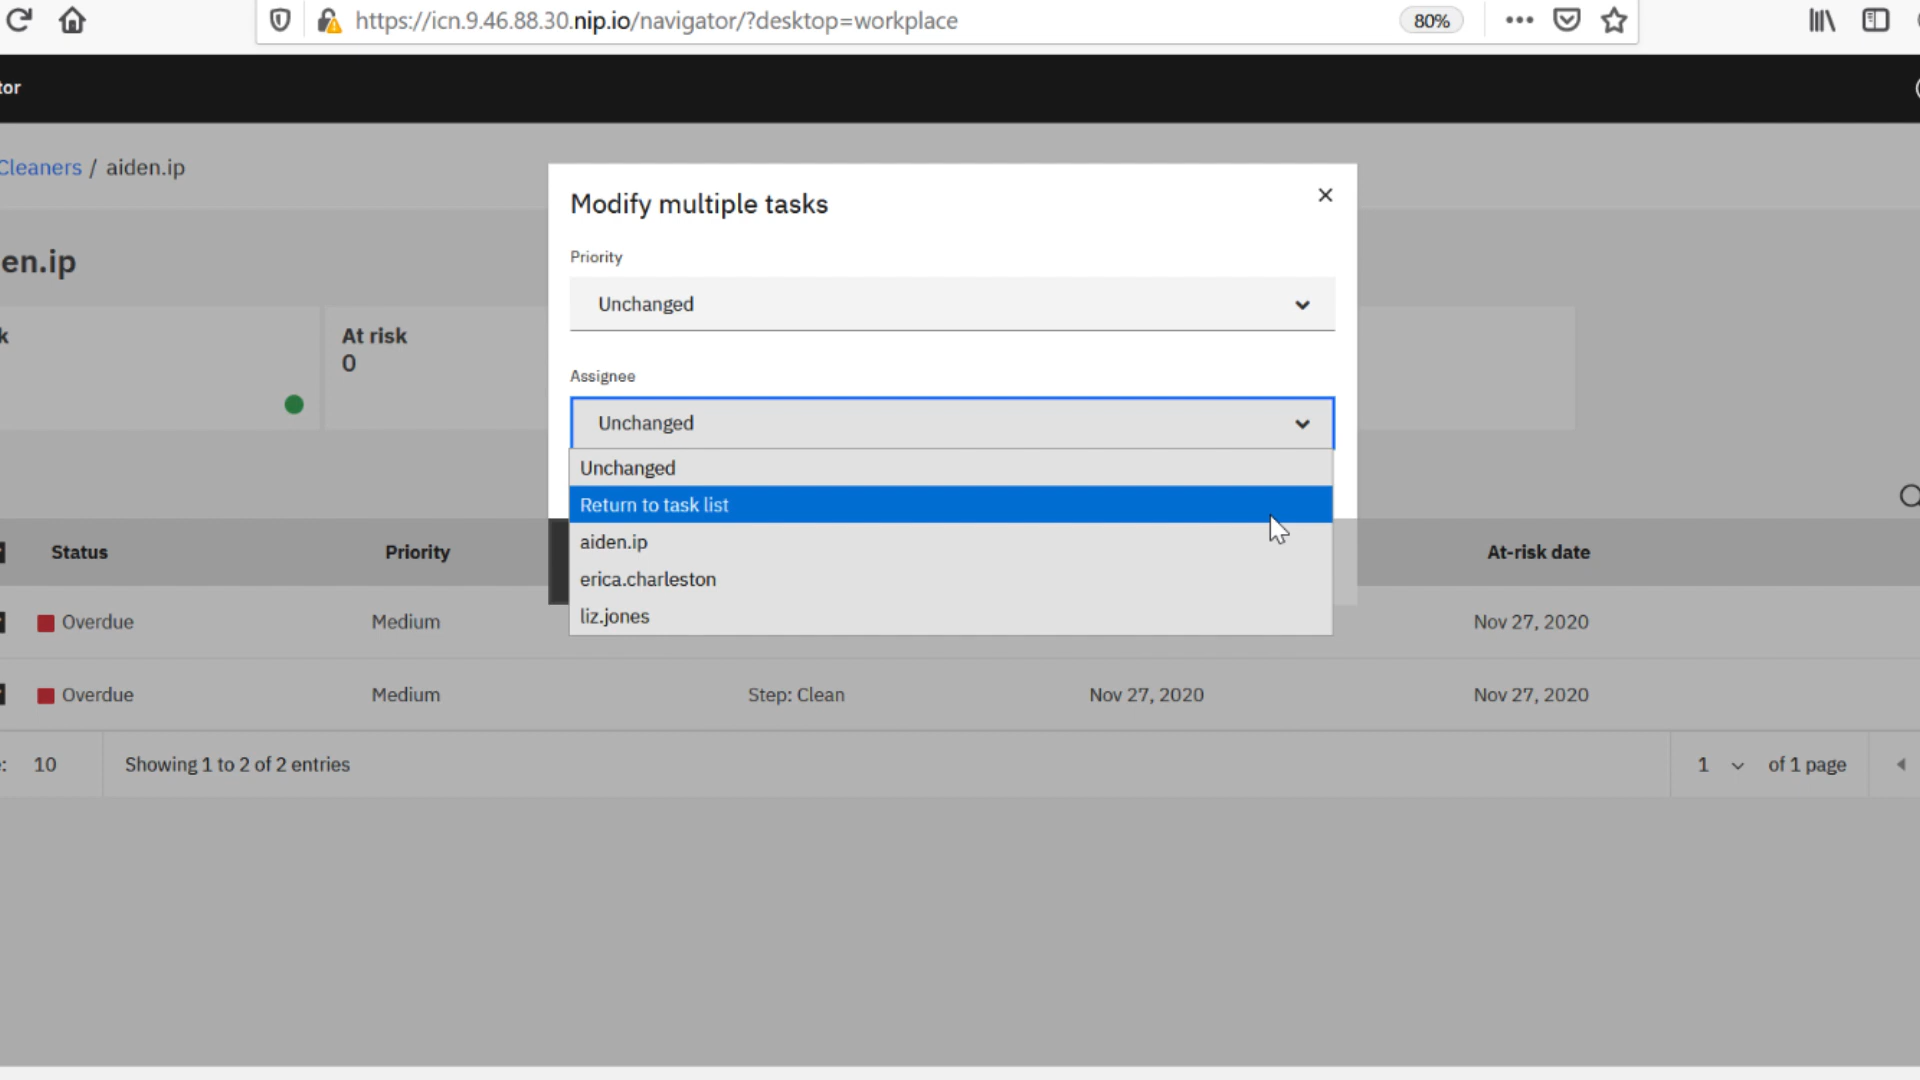 https://icn.9.46.88.30.nip.io/navigator/?desktop=workplace
80%
tor
Cleaners / aiden.ip
en.ip
k
At risk
0
Modify multiple tasks
Priority
Unchanged
Assignee
Unchanged
Unchanged
Return to task list
aiden.ip
erica.charleston
liz.jones
Status Priority At-risk date
Overdue Medium Nov 27, 2020
Overdue Medium Step: Clean Nov 27, 2020 Nov 27, 2020
: 10 Showing 1 to 2 of 2 entries 1 of 1 page